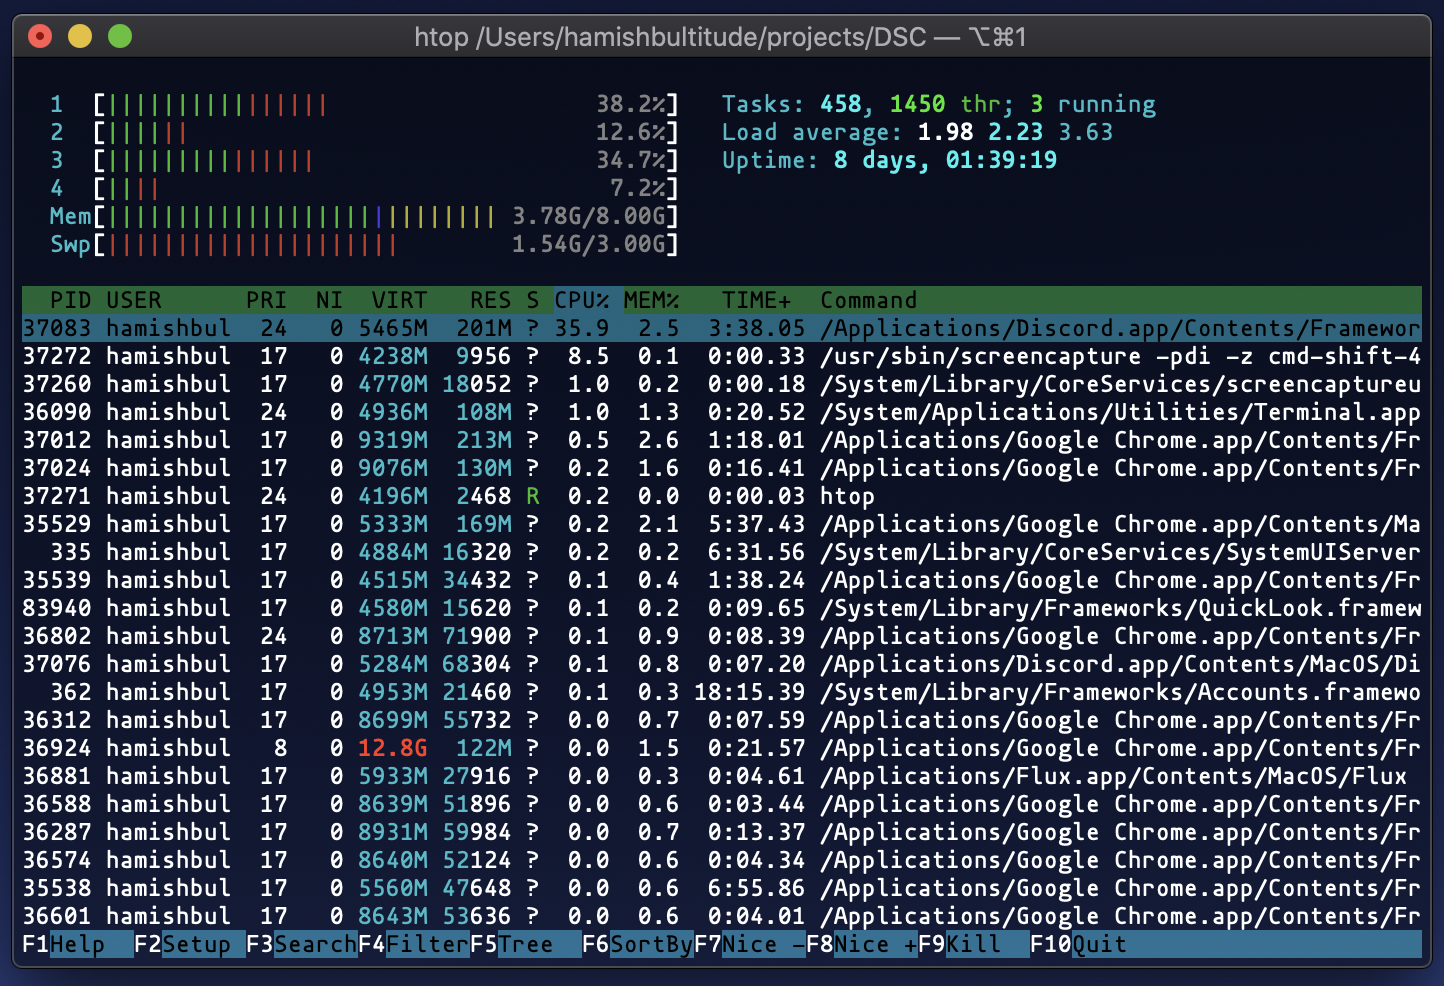 htop /Users/hamishbultitude/projects/DSC — ⌥⌘1
1 [|||||||||||||||| 38.2%] Tasks: 458, 1450 thr; 3 running
2 [|||||| 12.6%] Load average: 1.98 2.23 3.63
3 [||||||||||||||| 34.7%] Uptime: 8 days, 01:39:19
4 [|||| 7.2%]
Mem[|||||||||||||||||||||||||||| 3.78G/8.00G]
Swp[||||||||||||||||||||| 1.54G/3.00G]
PID USER PRI NI VIRT RES S CPU% MEM% TIME+ Command
37083 hamishbul 24 0 5465M 201M ? 35.9 2.5 3:38.05 /Applications/Discord.app/Contents/Framewor
37272 hamishbul 17 0 4238M 9956 ? 8.5 0.1 0:00.33 /usr/sbin/screencapture -pdi -z cmd-shift-4
37260 hamishbul 17 0 4770M 18052 ? 1.0 0.2 0:00.18 /System/Library/CoreServices/screencaptureu
36090 hamishbul 24 0 4936M 108M ? 1.0 1.3 0:20.52 /System/Applications/Utilities/Terminal.app
37012 hamishbul 17 0 9319M 213M ? 0.5 2.6 1:18.01 /Applications/Google Chrome.app/Contents/Fr
37024 hamishbul 17 0 9076M 130M ? 0.2 1.6 0:16.41 /Applications/Google Chrome.app/Contents/Fr
37271 hamishbul 24 0 4196M 2468 R 0.2 0.0 0:00.03 htop
35529 hamishbul 17 0 5333M 169M ? 0.2 2.1 5:37.43 /Applications/Google Chrome.app/Contents/Ma
335 hamishbul 17 0 4884M 16320 ? 0.2 0.2 6:31.56 /System/Library/CoreServices/SystemUIServer
35539 hamishbul 17 0 4515M 34432 ? 0.1 0.4 1:38.24 /Applications/Google Chrome.app/Contents/Fr
83940 hamishbul 17 0 4580M 15620 ? 0.1 0.2 0:09.65 /System/Library/Frameworks/QuickLook.framew
36802 hamishbul 24 0 8713M 71900 ? 0.1 0.9 0:08.39 /Applications/Google Chrome.app/Contents/Fr
37076 hamishbul 17 0 5284M 68304 ? 0.1 0.8 0:07.20 /Applications/Discord.app/Contents/MacOS/Di
362 hamishbul 17 0 4953M 21460 ? 0.1 0.3 18:15.39 /System/Library/Frameworks/Accounts.framewo
36312 hamishbul 17 0 8699M 55732 ? 0.0 0.7 0:07.59 /Applications/Google Chrome.app/Contents/Fr
36924 hamishbul 8 0 12.8G 122M ? 0.0 1.5 0:21.57 /Applications/Google Chrome.app/Contents/Fr
36881 hamishbul 17 0 5933M 27916 ? 0.0 0.3 0:04.61 /Applications/Flux.app/Contents/MacOS/Flux
36588 hamishbul 17 0 8639M 51896 ? 0.0 0.6 0:03.44 /Applications/Google Chrome.app/Contents/Fr
36287 hamishbul 17 0 8931M 59984 ? 0.0 0.7 0:13.37 /Applications/Google Chrome.app/Contents/Fr
36574 hamishbul 17 0 8640M 52124 ? 0.0 0.6 0:04.34 /Applications/Google Chrome.app/Contents/Fr
35538 hamishbul 17 0 5560M 47648 ? 0.0 0.6 6:55.86 /Applications/Google Chrome.app/Contents/Fr
36601 hamishbul 17 0 8643M 53636 ? 0.0 0.6 0:04.01 /Applications/Google Chrome.app/Contents/Fr
F1Help F2Setup F3SearchF4FilterF5Tree F6SortByF7Nice -F8Nice +F9Kill F10Quit